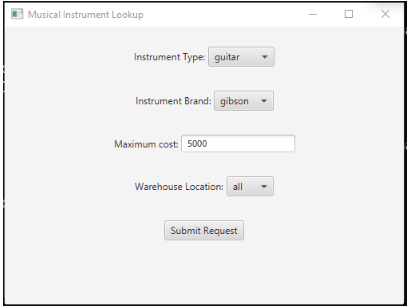 Musical Instrument Lookup
Instrument Type: guitar
Instrument Brand: gibson
Maximum cost: 5000
Warehouse Location: all
Submit Request